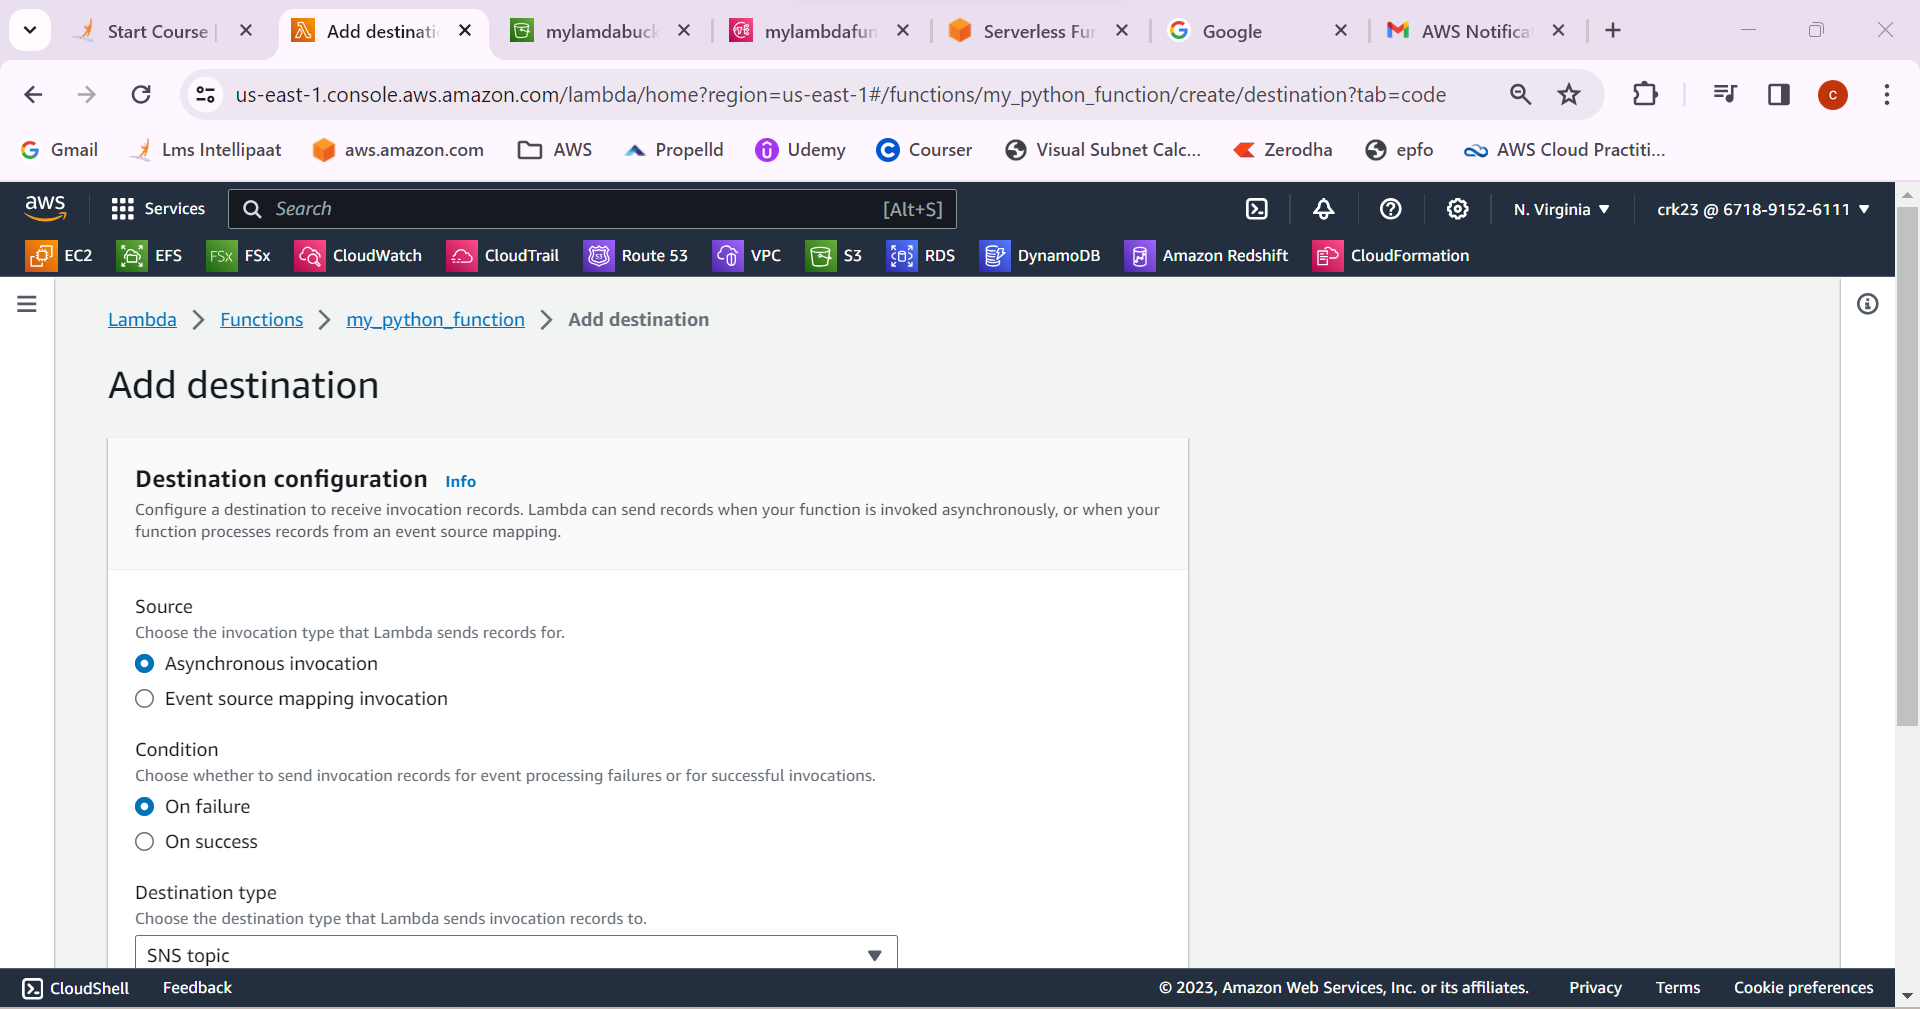 Start Course |
Add destinati
mylamdabuck
mylambdafun
Serverless Fun
Google
AWS Notificat
us-east-1.console.aws.amazon.com/lambda/home?region=us-east-1#/functions/my_python_function/create/destination?tab=code
C
Gmail
Lms Intellipaat
aws.amazon.com
AWS
Propelld
Udemy
Courser
Visual Subnet Calc...
Zerodha
epfo
AWS Cloud Practiti...
aws
Services
Search
[Alt+S]
N. Virginia
crk23 @ 6718-9152-6111
EC2
EFS
FSx
FSx
CloudWatch
CloudTrail
53
Route 53
VPC
S3
RDS
DynamoDB
Amazon Redshift
CloudFormation
Lambda
Functions
my_python_function
Add destination
Add destination
Destination configuration Info
Configure a destination to receive invocation records. Lambda can send records when your function is invoked asynchronously, or when your
function processes records from an event source mapping.
Source
Choose the invocation type that Lambda sends records for.
Asynchronous invocation
Event source mapping invocation
Condition
Choose whether to send invocation records for event processing failures or for successful invocations.
On failure
On success
Destination type
Choose the destination type that Lambda sends invocation records to.
SNS topic
CloudShell
Feedback
© 2023, Amazon Web Services, Inc. or its affiliates.
Privacy
Terms
Cookie preferences